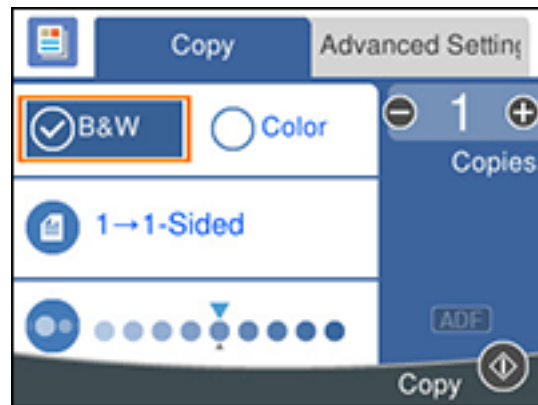 Copy
Advanced Setting
B&W
Color
1
Copies
1→1-Sided
ADF
Copy